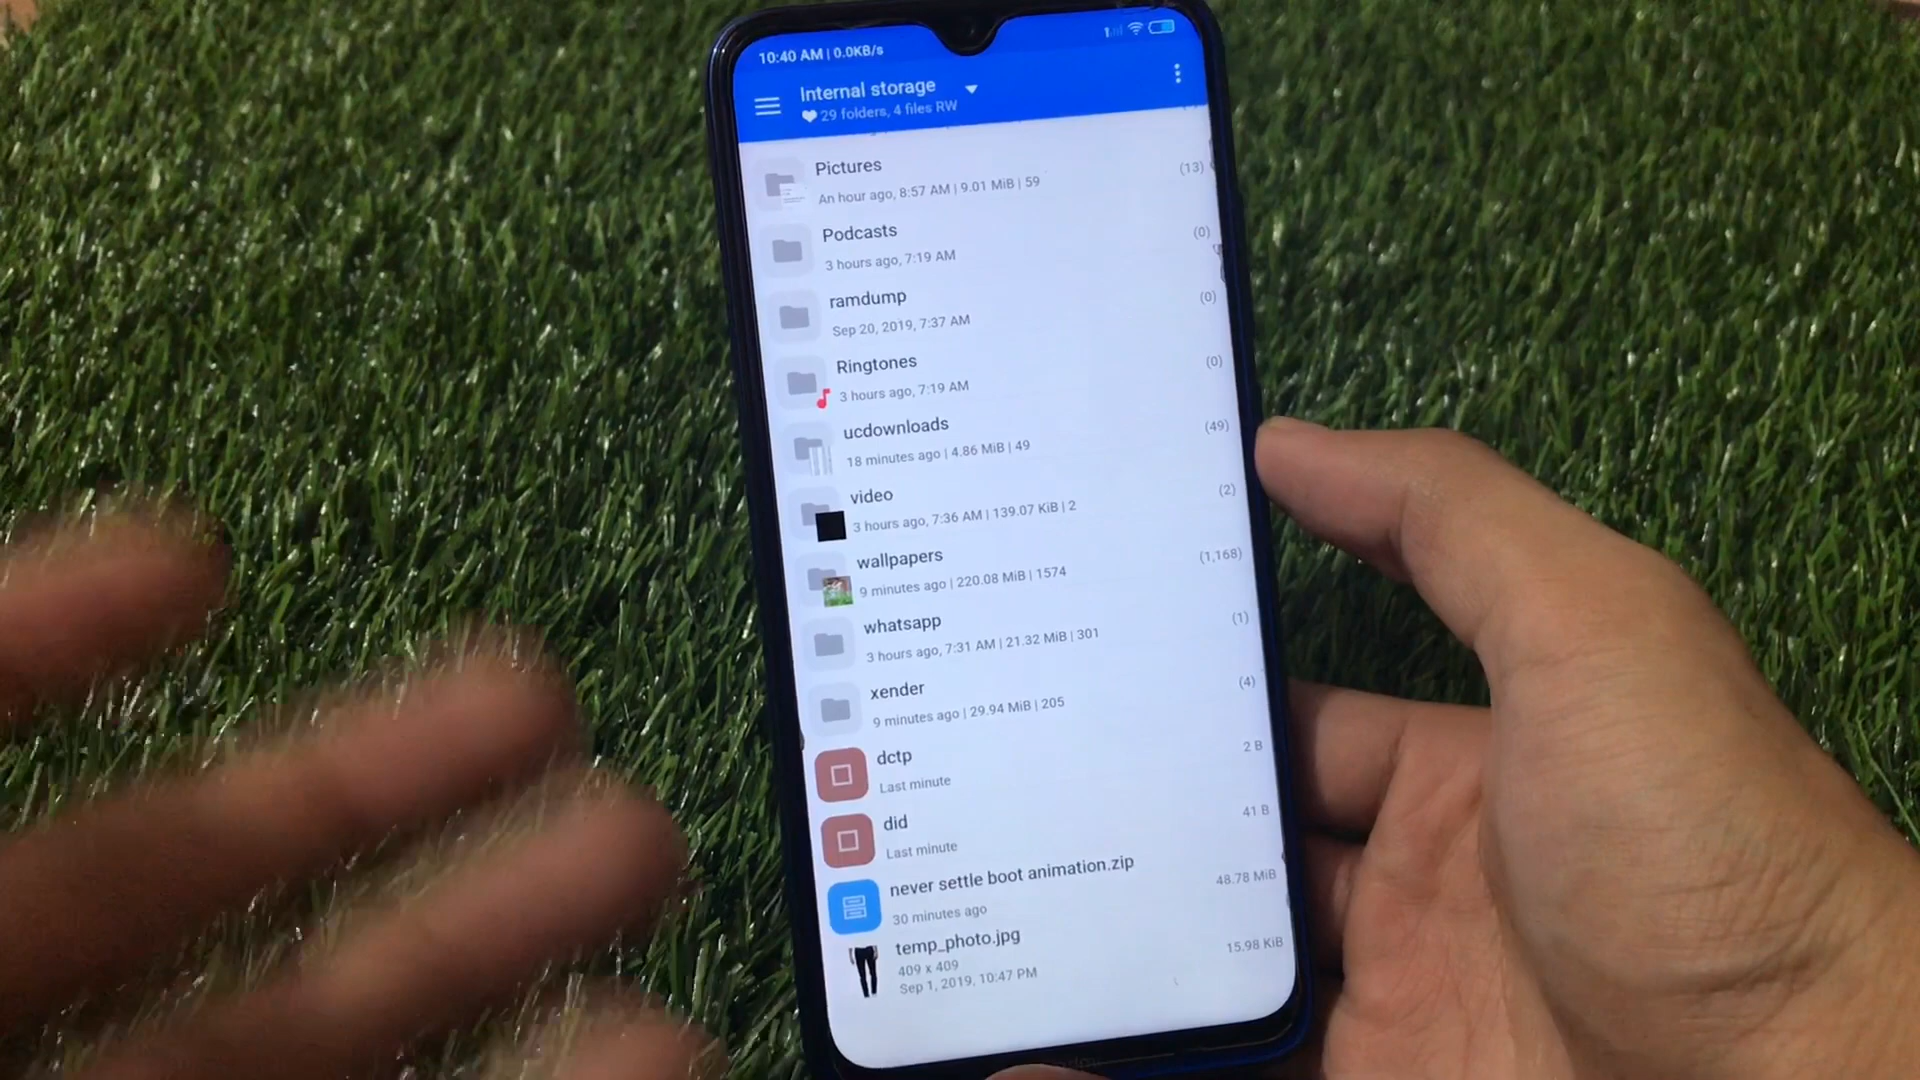 10:40 AM | 0.0KB/s
Internal storage
29 folders, 4 files RW
Pictures
(13)
An hour ago, 8:57 AM | 9.01 MiB | 59
Podcasts
(0)
3 hours ago, 7:19 AM
ramdump
(0)
Sep 20, 2019, 7:37 AM
Ringtones
(0)
3 hours ago, 7:19 AM
ucdownloads
(49)
18 minutes ago | 4.86 MiB | 49
video
(2)
3 hours ago, 7:36 AM | 139.07 KiB | 2
wallpapers
(1,168)
9 minutes ago | 220.08 MiB | 1574
whatsapp
(1)
3 hours ago, 7:31 AM | 21.32 MiB | 301
xender
(4)
9 minutes ago | 29.94 MiB | 205
dctp
2 B
Last minute
did
41 B
Last minute
never settle boot animation.zip
48.78 MiB
30 minutes ago
temp_photo.jpg
15.98 KiB
409 x 409
Sep 1, 2019, 10:47 PM